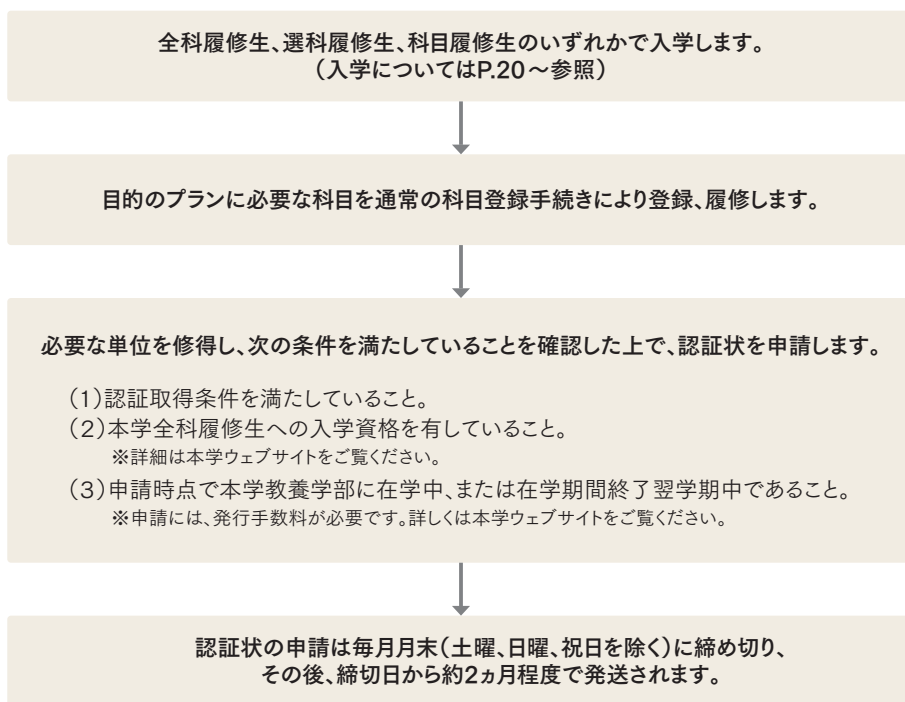 全科履修生、選科履修生、科目履修生のいずれかで入学します。
（入学についてはP.20～参照）
目的のプランに必要な科目を通常の科目登録手続きにより登録、履修します。
必要な単位を修得し、次の条件を満たしていることを確認した上で、認証状を申請します。
（1）認証取得条件を満たしていること。
（2）本学全科履修生への入学資格を有していること。
※詳細は本学ウェブサイトをご覧ください。
（3）申請時点で本学教養学部に在学中、または在学期間終了翌学期中であること。
※申請には、発行手数料が必要です。詳しくは本学ウェブサイトをご覧ください。
認証状の申請は毎月月末（土曜、日曜、祝日を除く）に締め切り、
その後、締切日から約2ヵ月程度で発送されます。